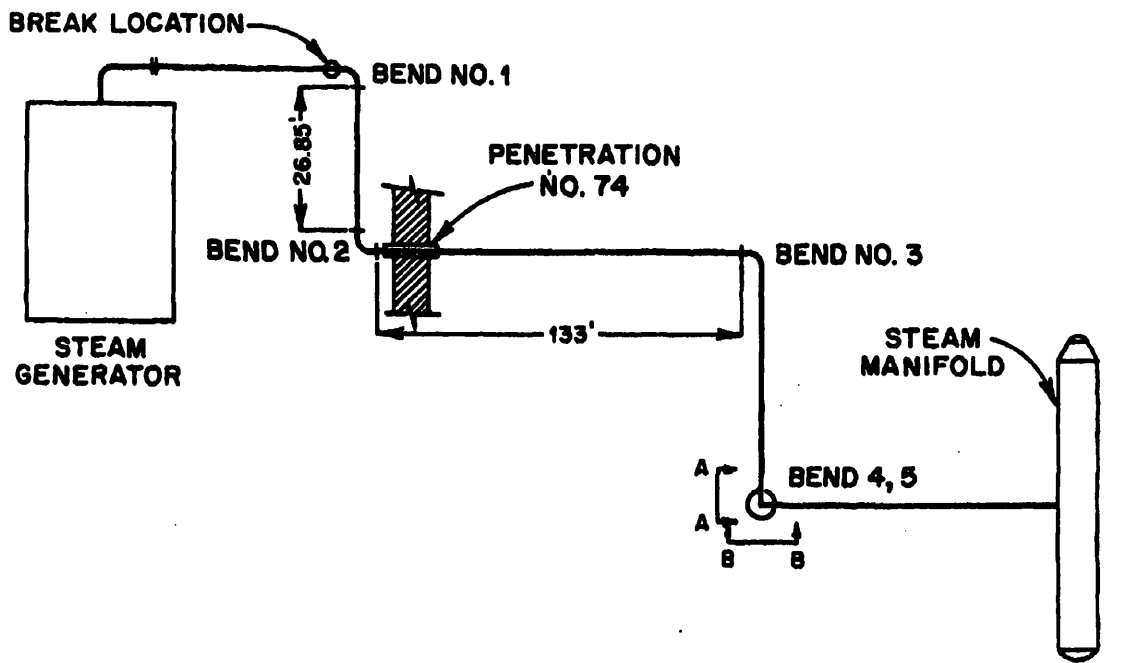 BREAK LOCATION
BEND NO. 1
26.85'
PENETRATION
NO. 74
BEND NO. 2
BEND NO. 3
133'
STEAM
GENERATOR
STEAM
MANIFOLD
A
BEND 4, 5
A
B B